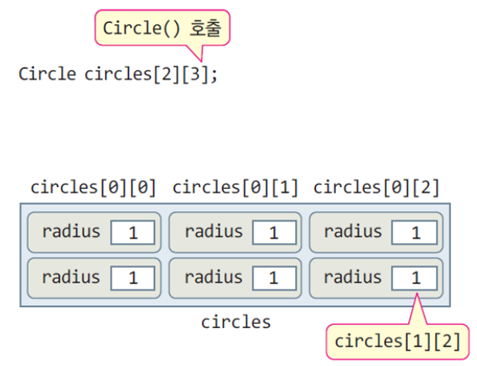 Circle() 호출
Circle circles[2][3];
circles[0][0] circles[0][1] circles[0][2]
radius 1 radius 1 radius 1
radius 1 radius 1 radius 1
circles
circles[1][2]